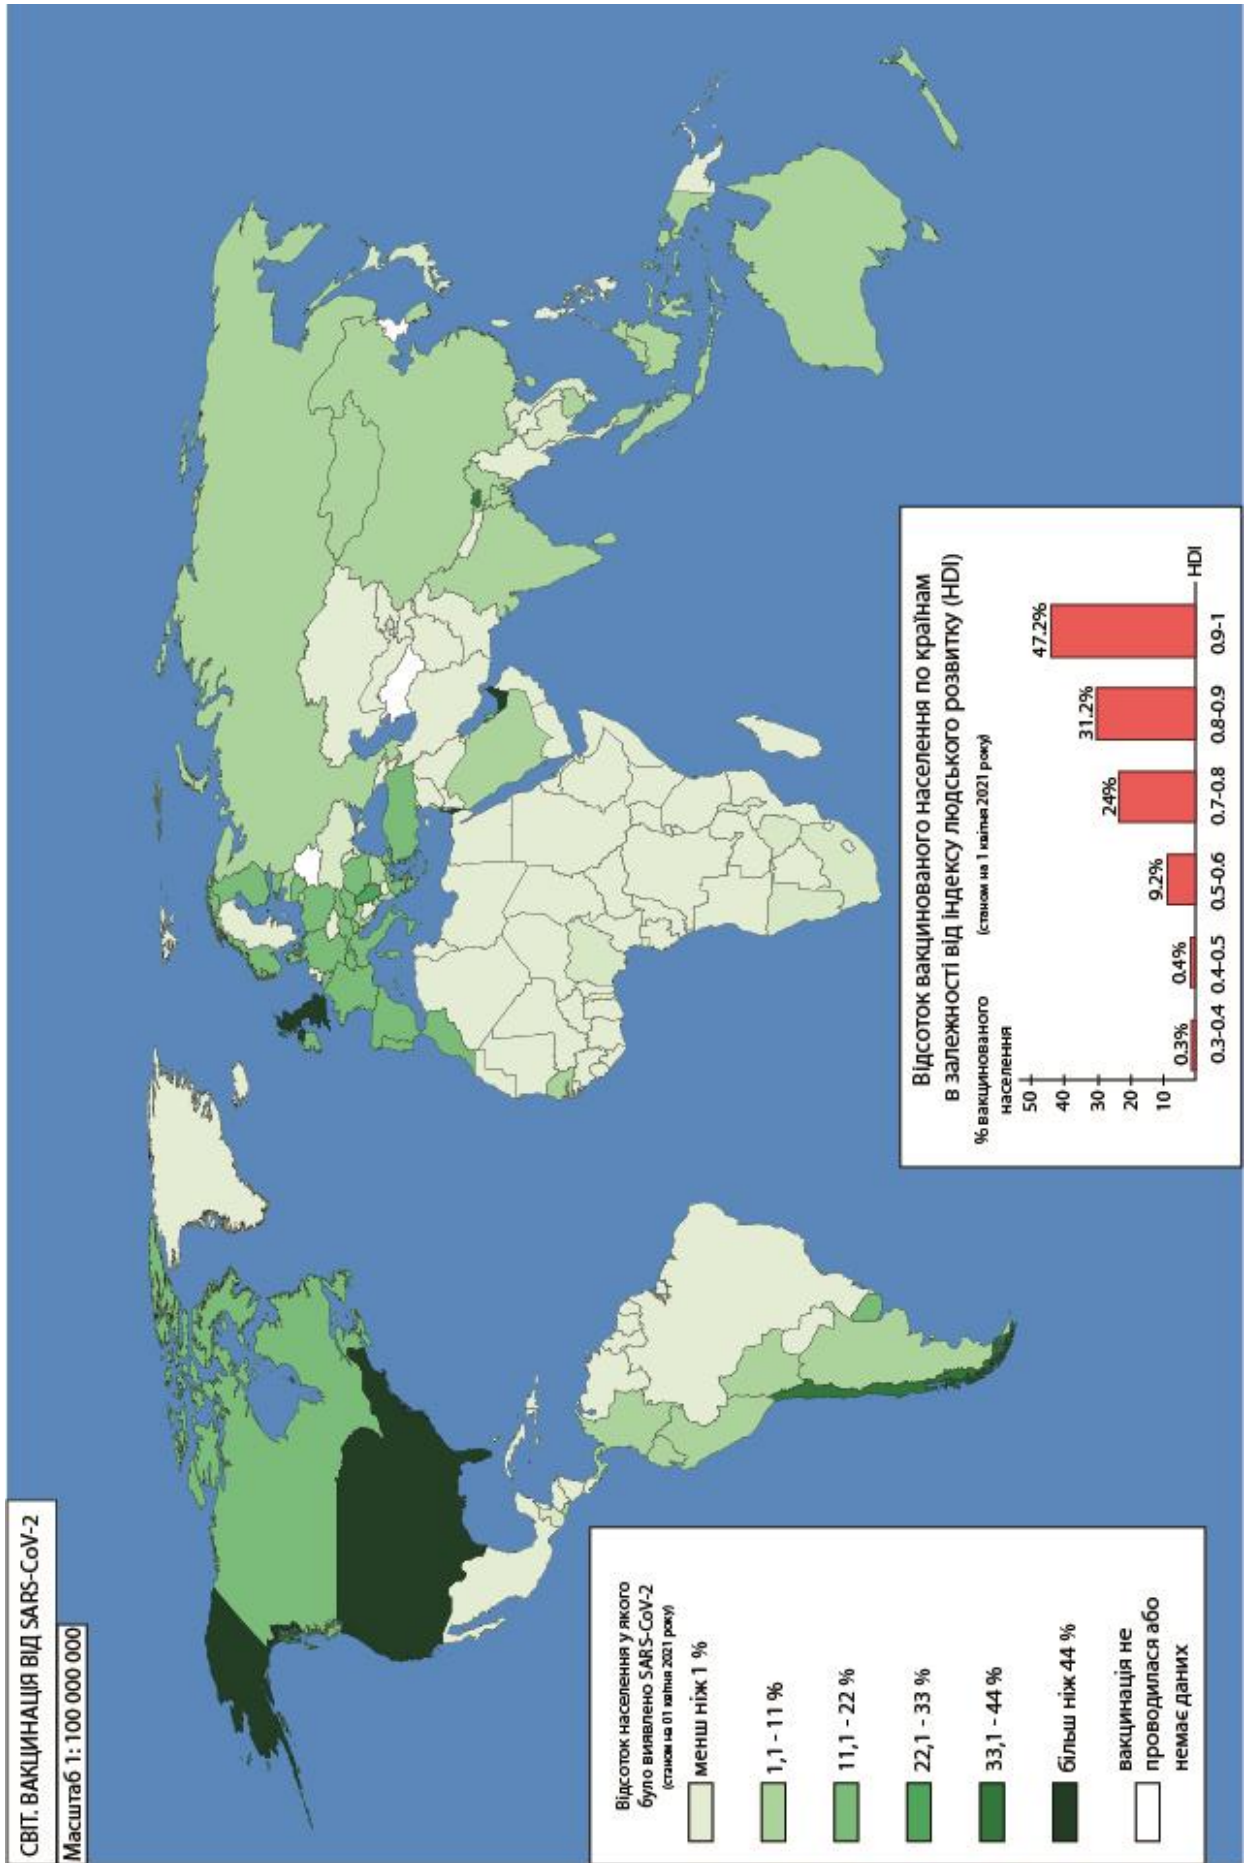 СВІТ. ВАКЦИНАЦІЯ ВІД SARS-CoV-2
Масштаб 1: 100 000 000
Відсоток населення у якого
було виявлено SARS-CoV-2
(станом на 01 квітня 2021 року)
менш ніж 1 %
1,1 - 11 %
11,1 - 22 %
22,1 - 33 %
33,1 - 44 %
більш ніж 44 %
вакцинація не
проводилася або
немає даних
Відсоток вакцинованого населення по країнам
в залежності від індексу людського розвитку (HDI)
(станом на 1 квітня 2021 року)
% вакцинованого
населення
50
40
30
20
10
0.3%
0.4%
9.2%
24%
31.2%
47.2%
HDI
0.3-0.4
0.4-0.5
0.5-0.6
0.7-0.8
0.8-0.9
0.9-1